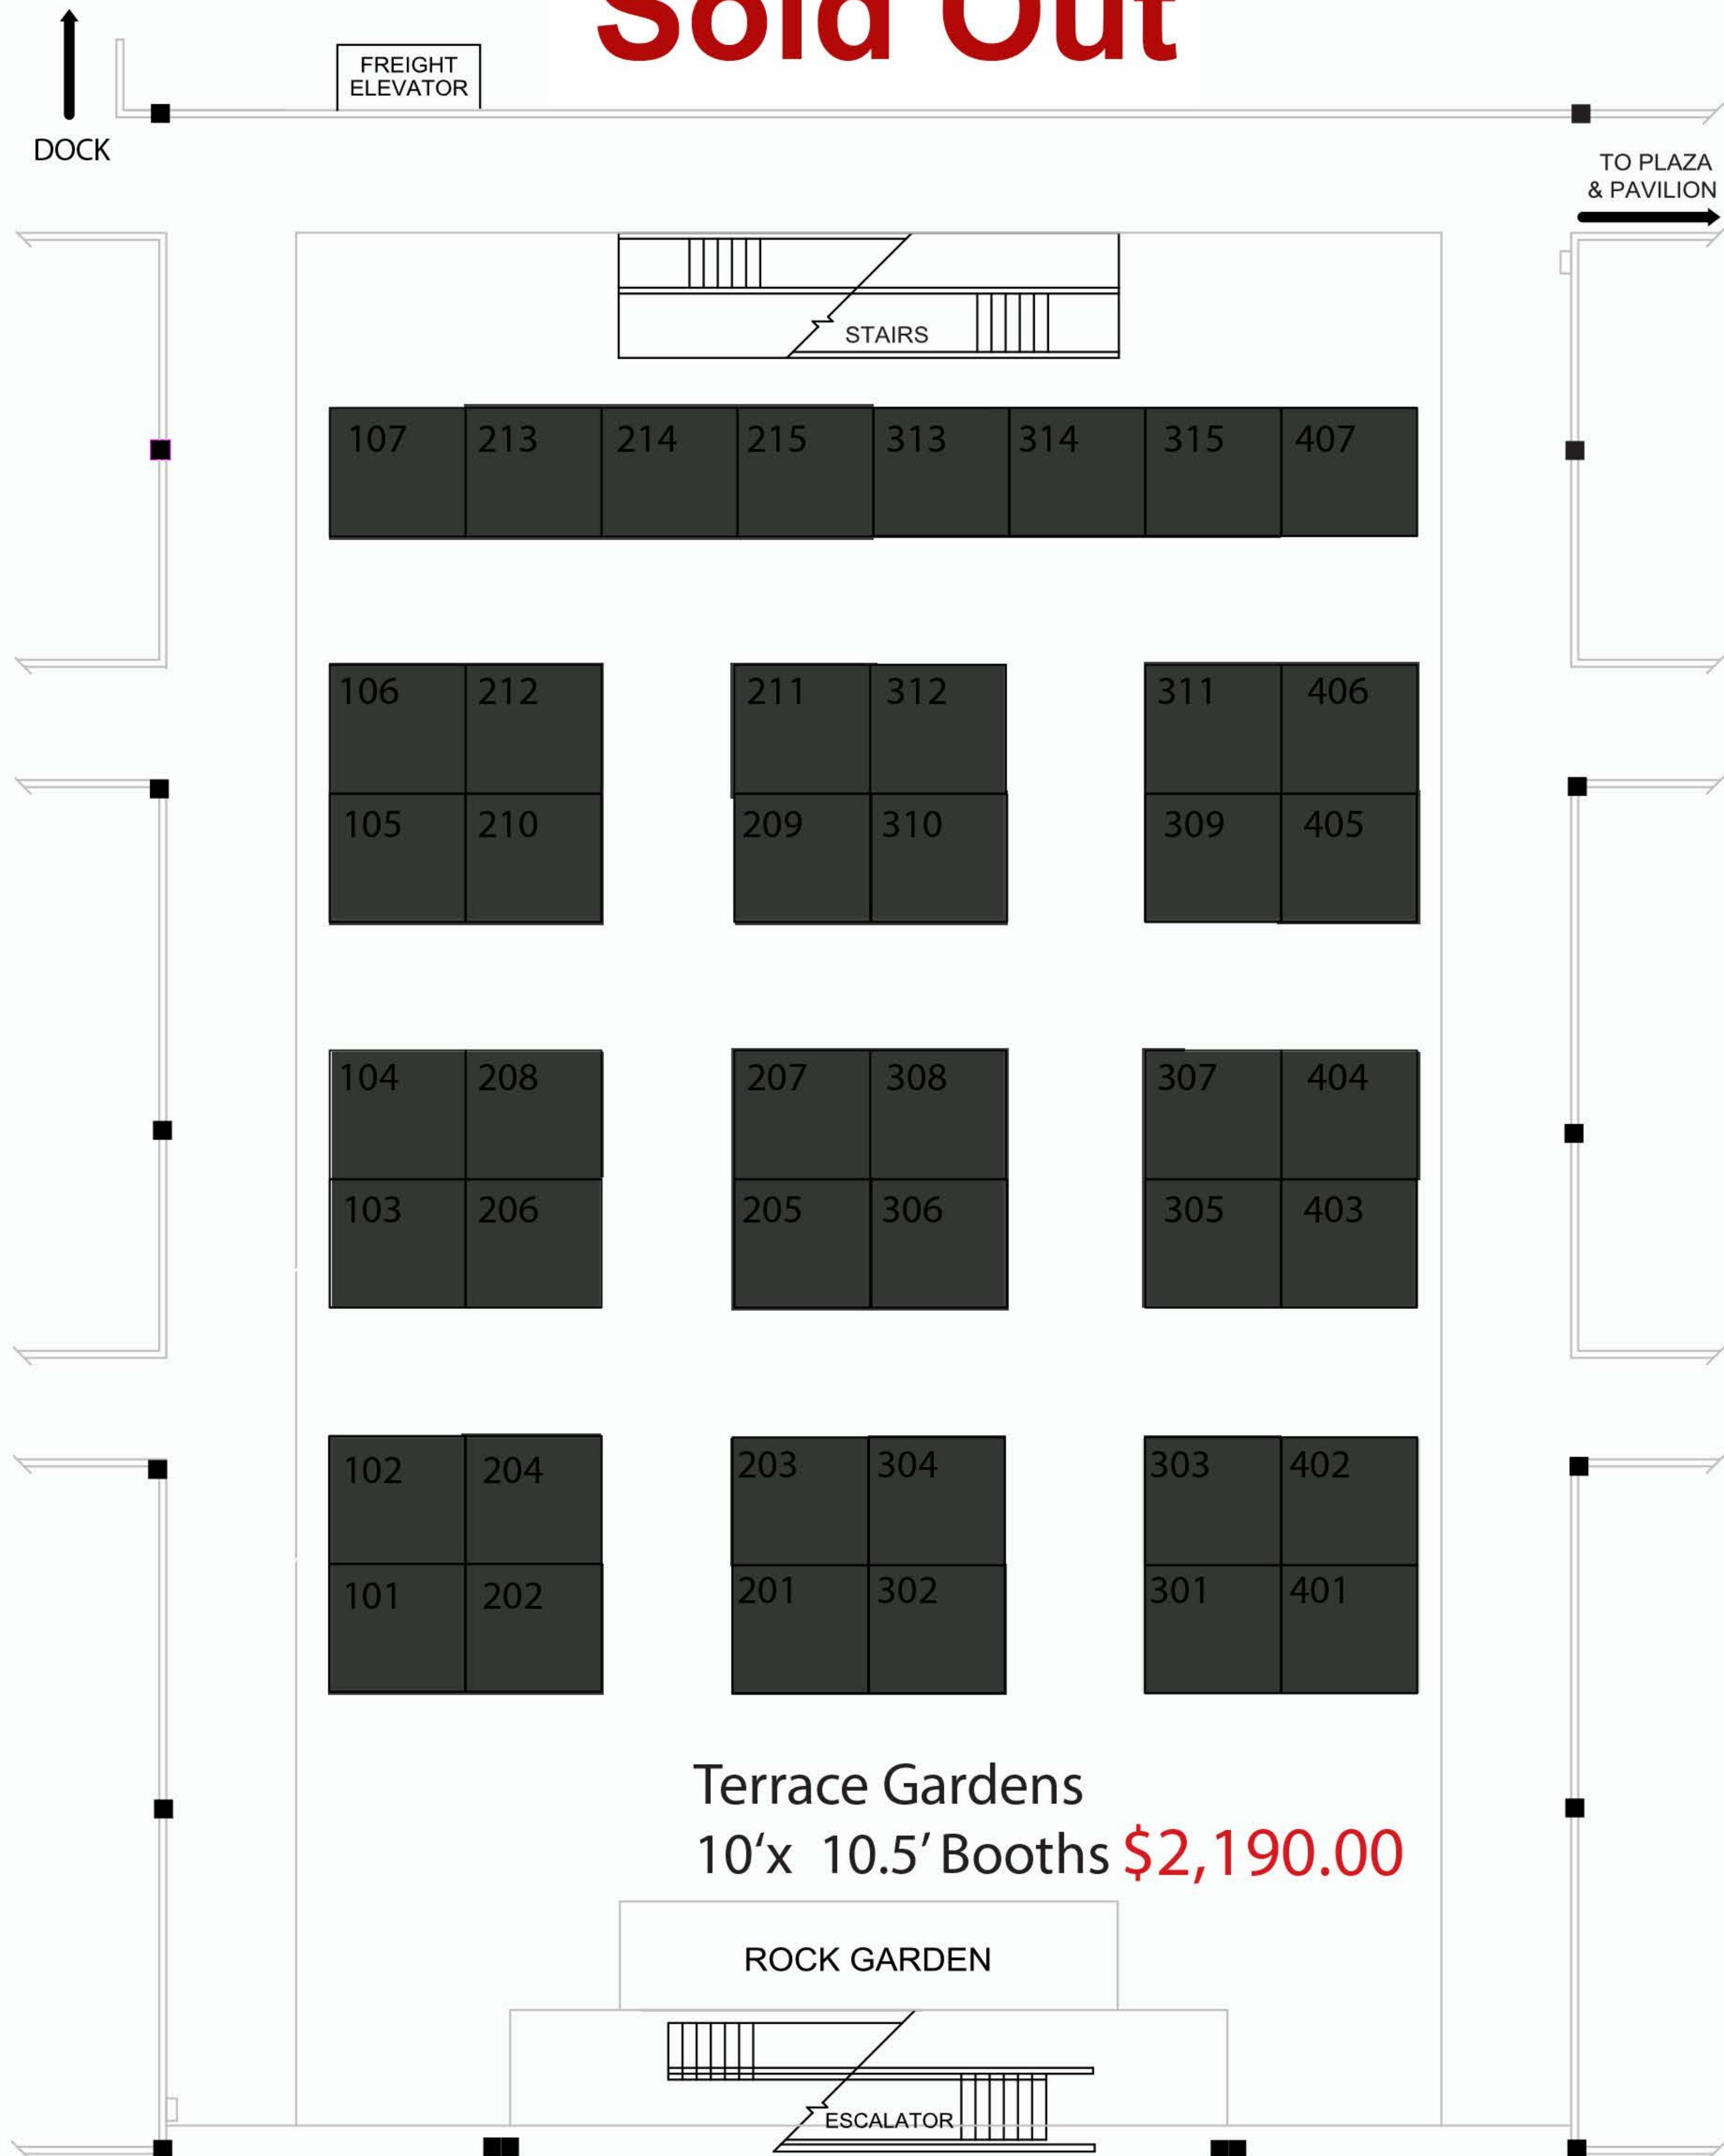 Sold Out
FREIGHT
ELEVATOR
DOCK
TO PLAZA
& PAVILION
STAIRS
107 213 214 215 313 314 315 407
106 212 211 312 311 406
105 210 209 310 309 405
104 208 207 308 307 404
103 206 205 306 305 403
102 204 203 304 303 402
101 202 201 302 301 401
Terrace Gardens
10‘x 10.5’ Booths $2,190.00
ROCK GARDEN
ESCALATOR